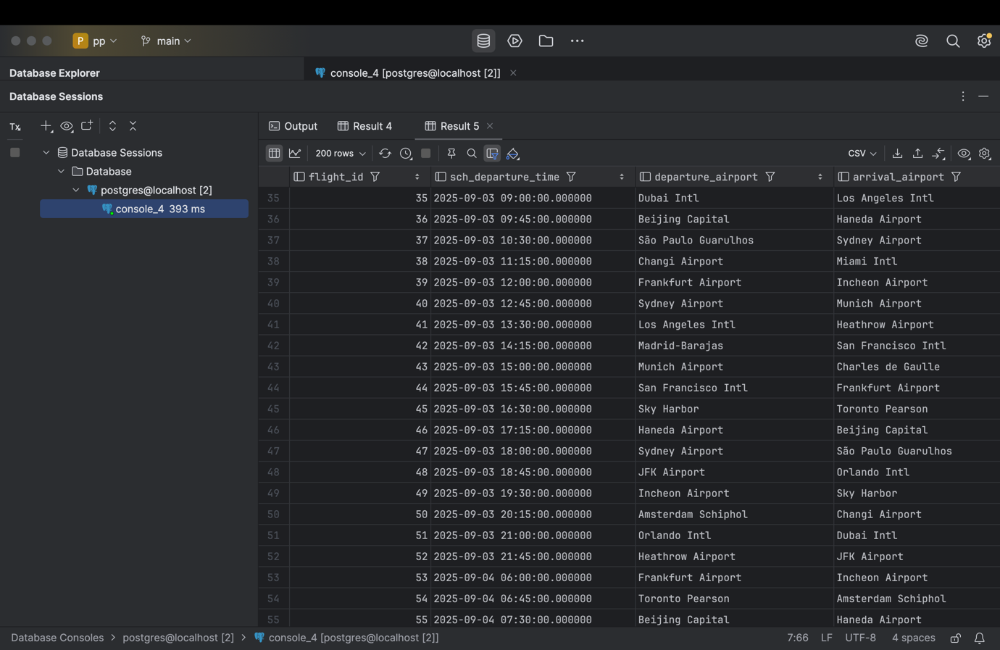 P pp main
Database Explorer
console_4 [postgres@localhost [2]]
Database Sessions
Tx
Output Result 4 Result 5
Database Sessions
Database
postgres@localhost [2]
console_4 393 ms
200 rows CSV
flight_id sch_departure_time departure_airport arrival_airport
35 35 2025-09-03 09:00:00.000000 Dubai Intl Los Angeles Intl
36 36 2025-09-03 09:45:00.000000 Beijing Capital Haneda Airport
37 37 2025-09-03 10:30:00.000000 São Paulo Guarulhos Sydney Airport
38 38 2025-09-03 11:15:00.000000 Changi Airport Miami Intl
39 39 2025-09-03 12:00:00.000000 Frankfurt Airport Incheon Airport
40 40 2025-09-03 12:45:00.000000 Sydney Airport Munich Airport
41 41 2025-09-03 13:30:00.000000 Los Angeles Intl Heathrow Airport
42 42 2025-09-03 14:15:00.000000 Madrid-Barajas San Francisco Intl
43 43 2025-09-03 15:00:00.000000 Munich Airport Charles de Gaulle
44 44 2025-09-03 15:45:00.000000 San Francisco Intl Frankfurt Airport
45 45 2025-09-03 16:30:00.000000 Sky Harbor Toronto Pearson
46 46 2025-09-03 17:15:00.000000 Haneda Airport Beijing Capital
47 47 2025-09-03 18:00:00.000000 Sydney Airport São Paulo Guarulhos
48 48 2025-09-03 18:45:00.000000 JFK Airport Orlando Intl
49 49 2025-09-03 19:30:00.000000 Incheon Airport Sky Harbor
50 50 2025-09-03 20:15:00.000000 Amsterdam Schiphol Changi Airport
51 51 2025-09-03 21:00:00.000000 Orlando Intl Dubai Intl
52 52 2025-09-03 21:45:00.000000 Heathrow Airport JFK Airport
53 53 2025-09-04 06:00:00.000000 Frankfurt Airport Incheon Airport
54 54 2025-09-04 06:45:00.000000 Toronto Pearson Amsterdam Schiphol
55 55 2025-09-04 07:30:00.000000 Beijing Capital Haneda Airport
Database Consoles > postgres@localhost [2] > console_4 [postgres@localhost [2]] 7:66 LF UTF-8 4 spaces